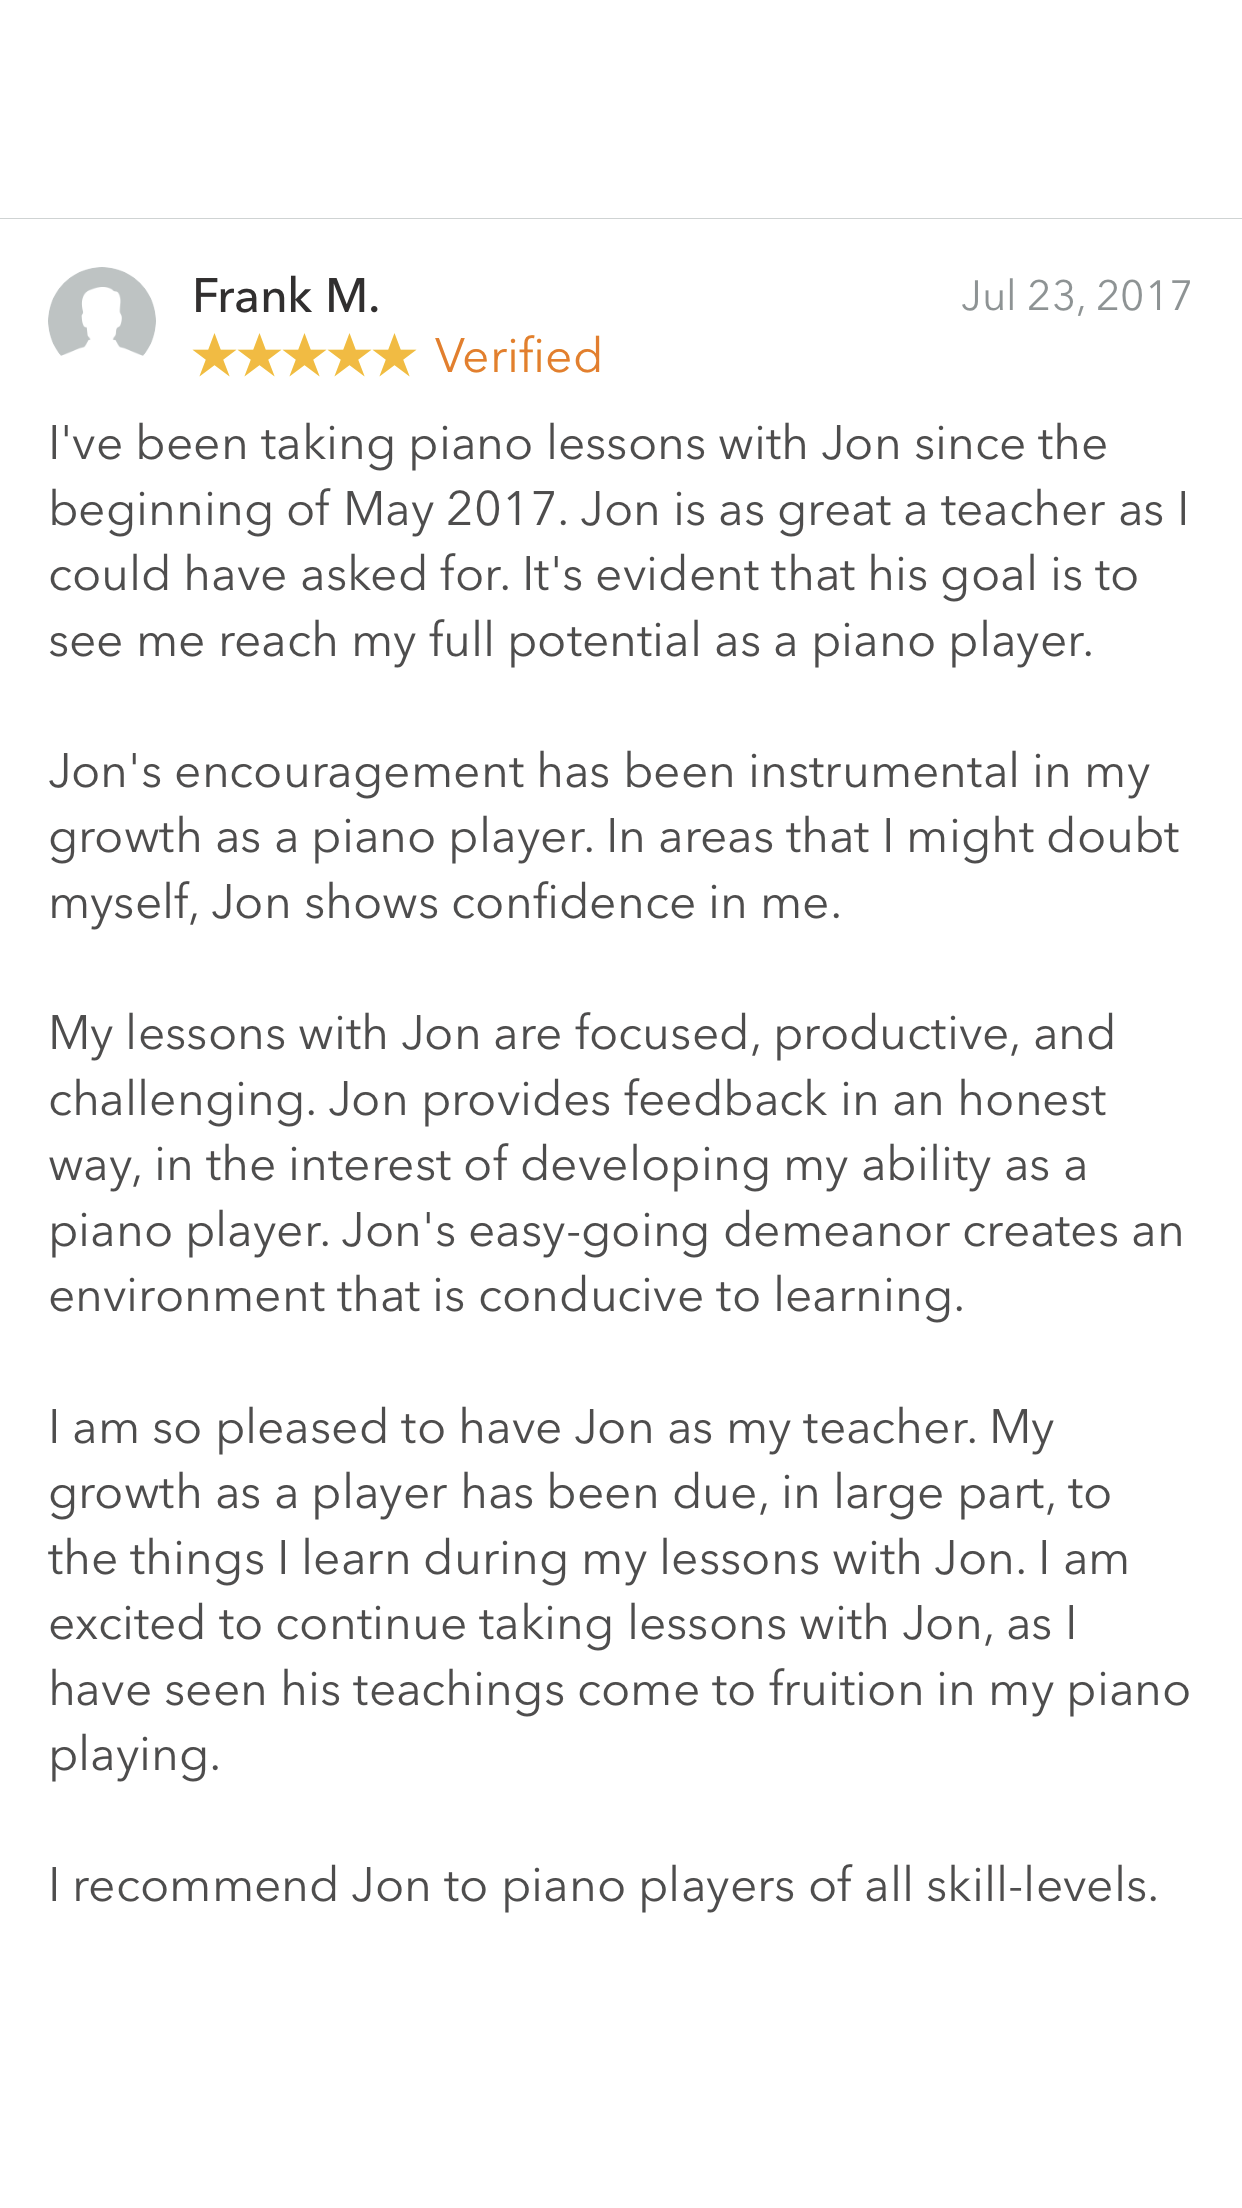 Frank M.
Jul 23, 2017
Verified
I've been taking piano lessons with Jon since the
beginning of May 2017. Jon is as great a teacher as I
could have asked for. It's evident that his goal is to
see me reach my full potential as a piano player.
Jon's encouragement has been instrumental in my
growth as a piano player. In areas that I might doubt
myself, Jon shows confidence in me.
My lessons with Jon are focused, productive, and
challenging. Jon provides feedback in an honest
way, in the interest of developing my ability as a
piano player. Jon's easy-going demeanor creates an
environment that is conducive to learning.
I am so pleased to have Jon as my teacher. My
growth as a player has been due, in large part, to
the things I learn during my lessons with Jon. I am
excited to continue taking lessons with Jon, as I
have seen his teachings come to fruition in my piano
playing.
I recommend Jon to piano players of all skill-levels.